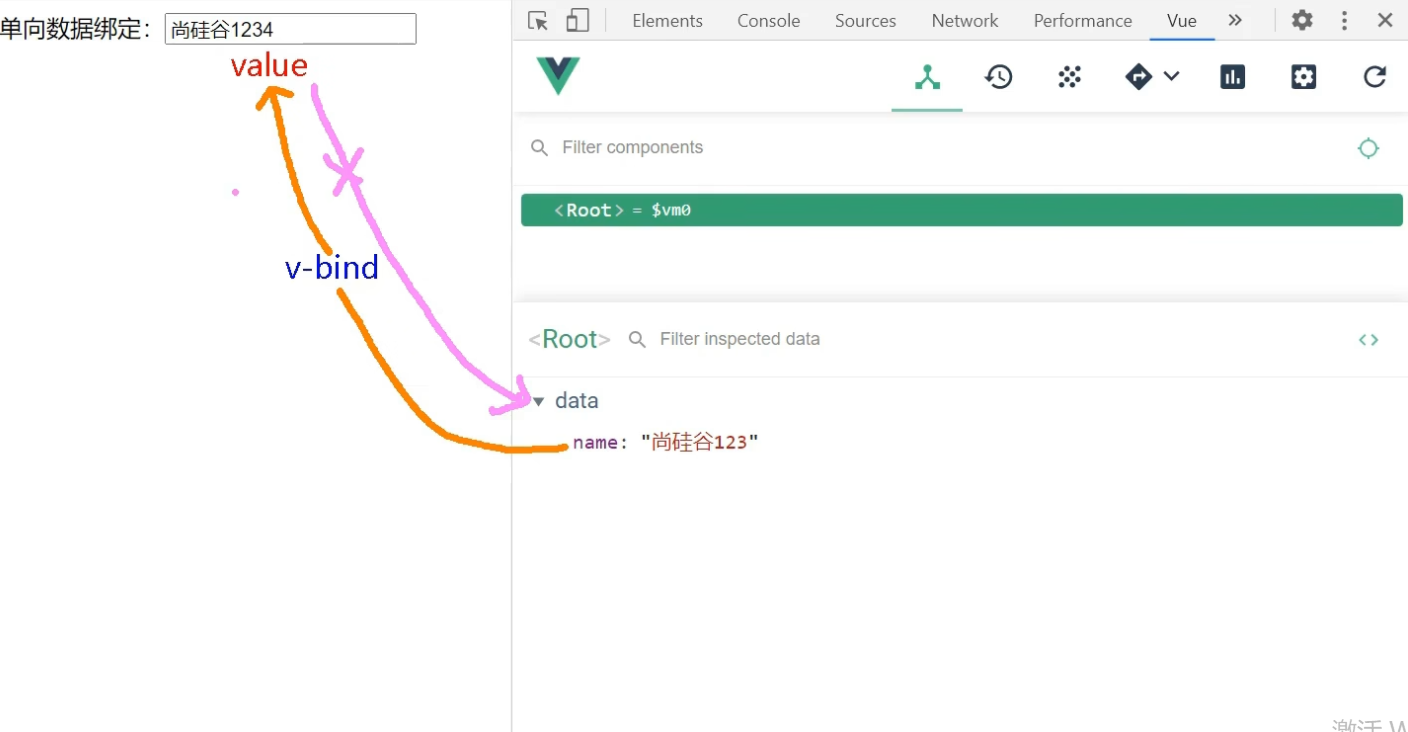 单向数据绑定：尚硅谷1234
value
v-bind
Elements Console Sources Network Performance Vue »
Filter components
<Root> = $vm0
<Root> Filter inspected data
data
name: "尚硅谷123"
激活 W